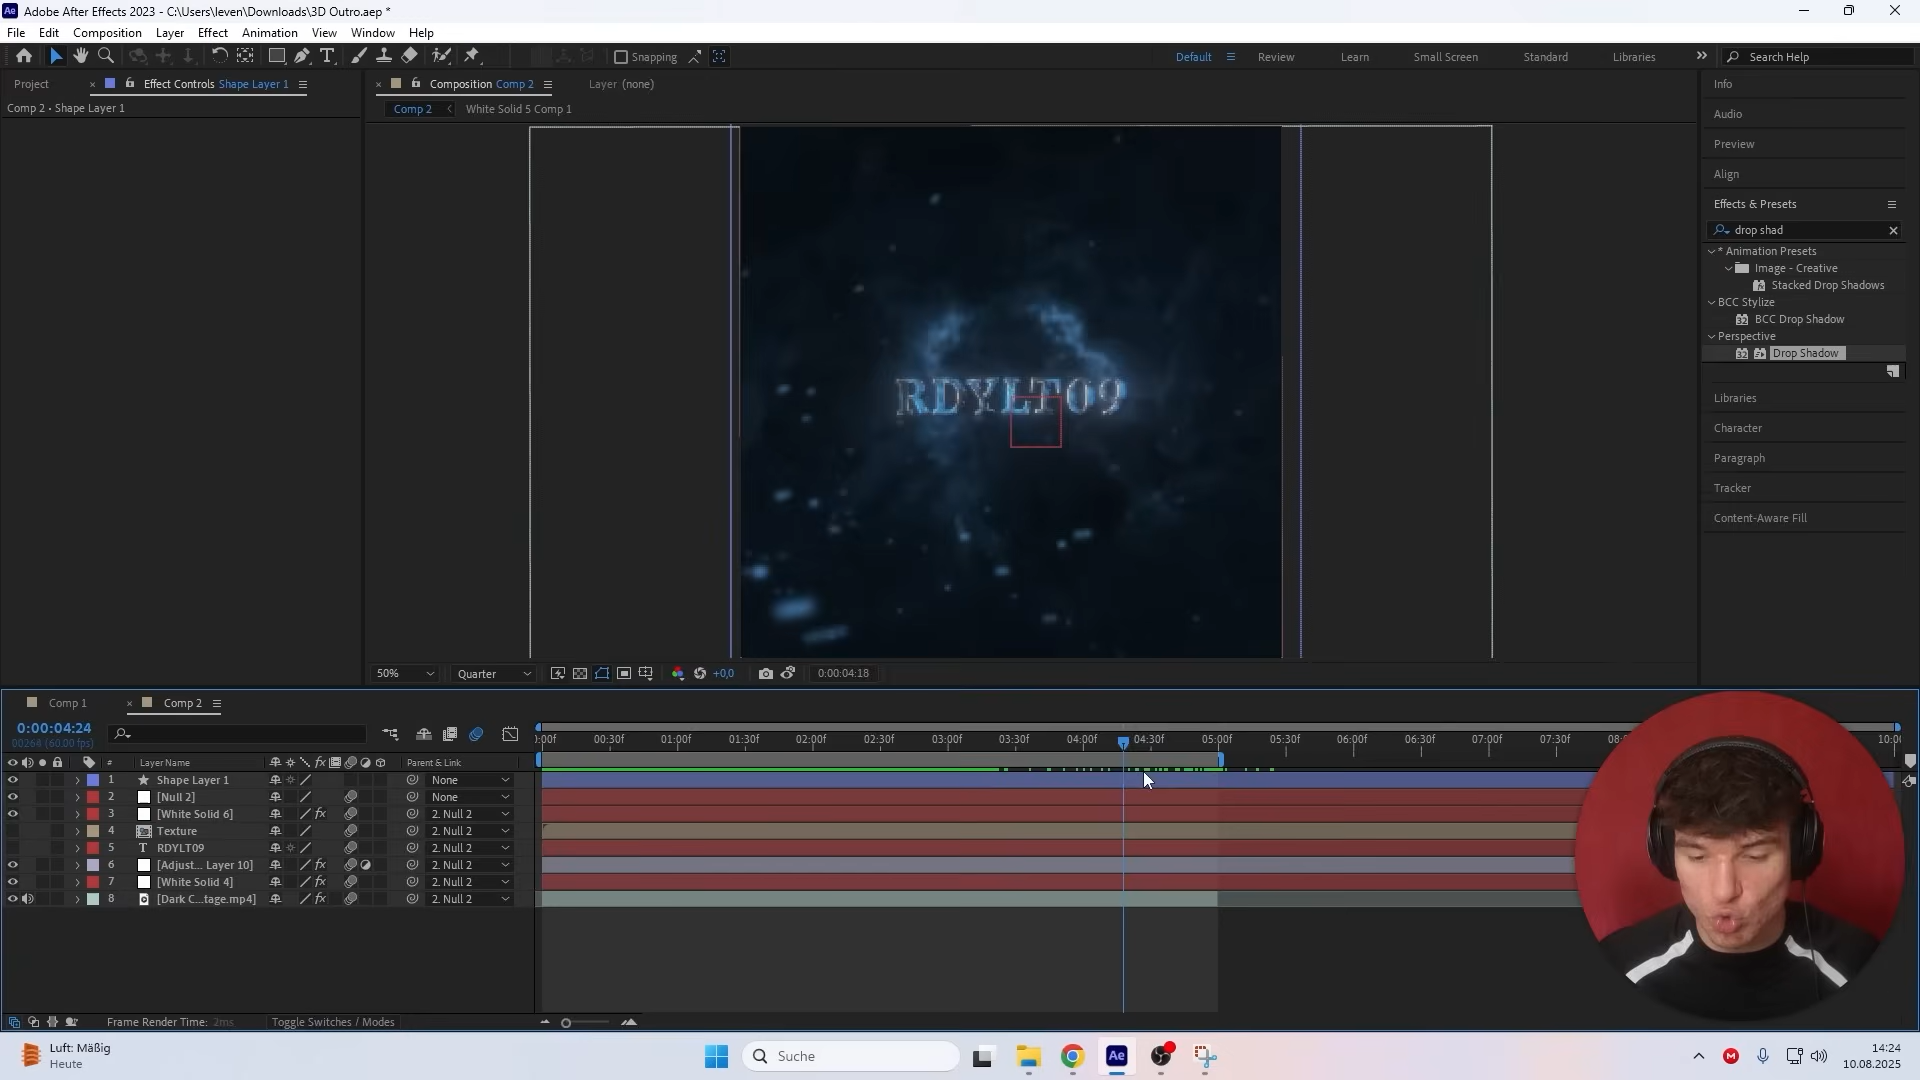 Adobe After Effects 2023 - C:\Users\leven\Downloads\3D Outro.aep *
File Edit Composition Layer Effect Animation View Window Help
Snapping
Default Review Learn Small Screen Standard Libraries
Search Help
Project
Effect Controls Shape Layer 1
Comp 2 • Shape Layer 1
Composition Comp 2
Layer (none)
Comp 2
White Solid 5 Comp 1
RDYLT09
50%
Quarter
+0,0
0:00:04:18
Info
Audio
Preview
Align
Effects & Presets
drop shad
* Animation Presets
Image - Creative
Stacked Drop Shadows
BCC Stylize
BCC Drop Shadow
Perspective
Drop Shadow
Libraries
Character
Paragraph
Tracker
Content-Aware Fill
Comp 1
Comp 2
0:00:04:24
00264 (60.00 fps)
# Layer Name Parent & Link
1 Shape Layer 1 None
2 [Null 2] None
3 [White Solid 6] 2. Null 2
4 Texture 2. Null 2
5 RDYLT09 2. Null 2
6 [Adjust... Layer 10] 2. Null 2
7 [White Solid 4] 2. Null 2
8 [Dark C...tage.mp4] 2. Null 2
):00f 00:30f 01:00f 01:30f 02:00f 02:30f 03:00f 03:30f 04:00f 04:30f 05:00f 05:30f 06:00f 06:30f 07:00f 07:30f 10:0
Frame Render Time: 2ms
Toggle Switches / Modes
Luft: Mäßig
Heute
Suche
14:24
10.08.2025